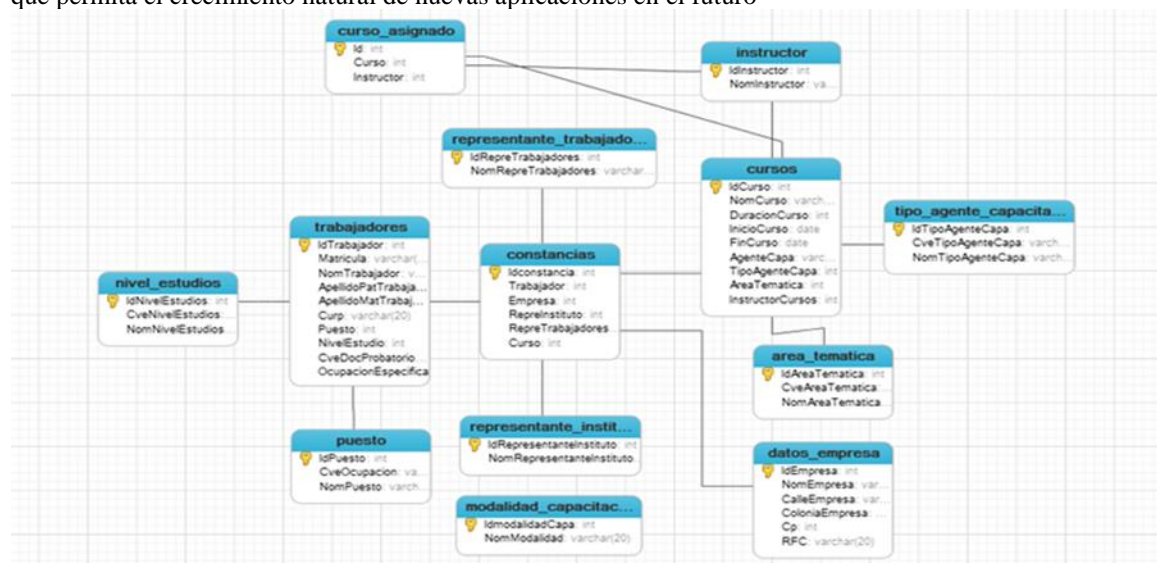 que permita el crecimiento natural de nuevas aplicaciones en el futuro
curso_asignado
Id: int
Curso: int
Instructor: int
instructor
IdInstructor: int
NomInstructor: va...
representante_trabajado...
IdRepreTrabajadores: int
NomRepreTrabajadores: varchar...
cursos
IdCurso: int
NomCurso: varch...
DuracionCurso: int
InicioCurso: date
FinCurso: date
AgenteCapa: varc...
TipoAgenteCapa: int
AreaTematica: int
InstructorCursos: int
tipo_agente_capacita...
IdTipoAgenteCapa: int
CveTipoAgenteCapa: varch...
NomTipoAgenteCapa: varch...
trabajadores
IdTrabajador: int
Matricula: varchar(...
NomTrabajador: v...
ApellidoPatTrabaja...
ApellidoMatTrabaj...
Curp: varchar(20)
Puesto: int
NivelEstudio: int
CveDocProbatorio...
OcupacionEspecifica
constancias
Idconstancia: int
Trabajador: int
Empresa: int
RepreInstituto: int
RepreTrabajadores...
Curso: int
nivel_estudios
IdNivelEstudios: int
CveNivelEstudios...
NomNivelEstudios...
area_tematica
IdAreaTematica: int
CveAreaTematica:...
NomAreaTematica...
puesto
IdPuesto: int
CveOcupacion: va...
NomPuesto: varch...
representante_instit...
IdRepresentanteInstituto: int
NomRepresentanteInstituto...
datos_empresa
IdEmpresa: int
NomEmpresa: var...
CalleEmpresa: var...
ColoniaEmpresa: ...
Cp: int
RFC: varchar(20)
modalidad_capacitac...
IdmodalidadCapa: int
NomModalidad: varchar(20)